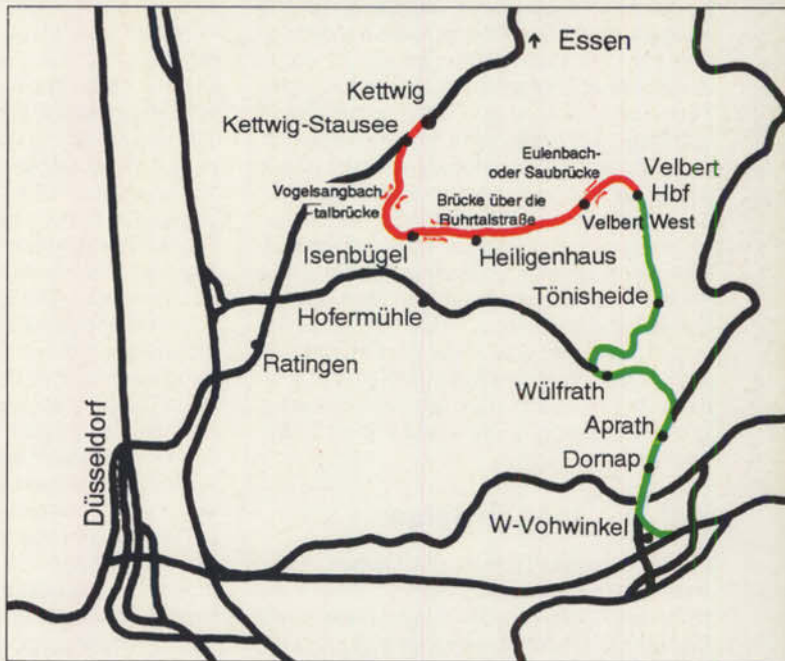 Essen
Kettwig
Kettwig-Stausee
Eulenbach-
oder Saubrücke
Velbert
Hbf
Vogelsangbach
talbrücke
Brücke über die
Ruhrtalstraße
Velbert West
Isenbügel
Heiligenhaus
Tönisheide
Hofermühle
Ratingen
Wülfrath
Düsseldorf
Aprath
Dornap
W-Vohwinkel